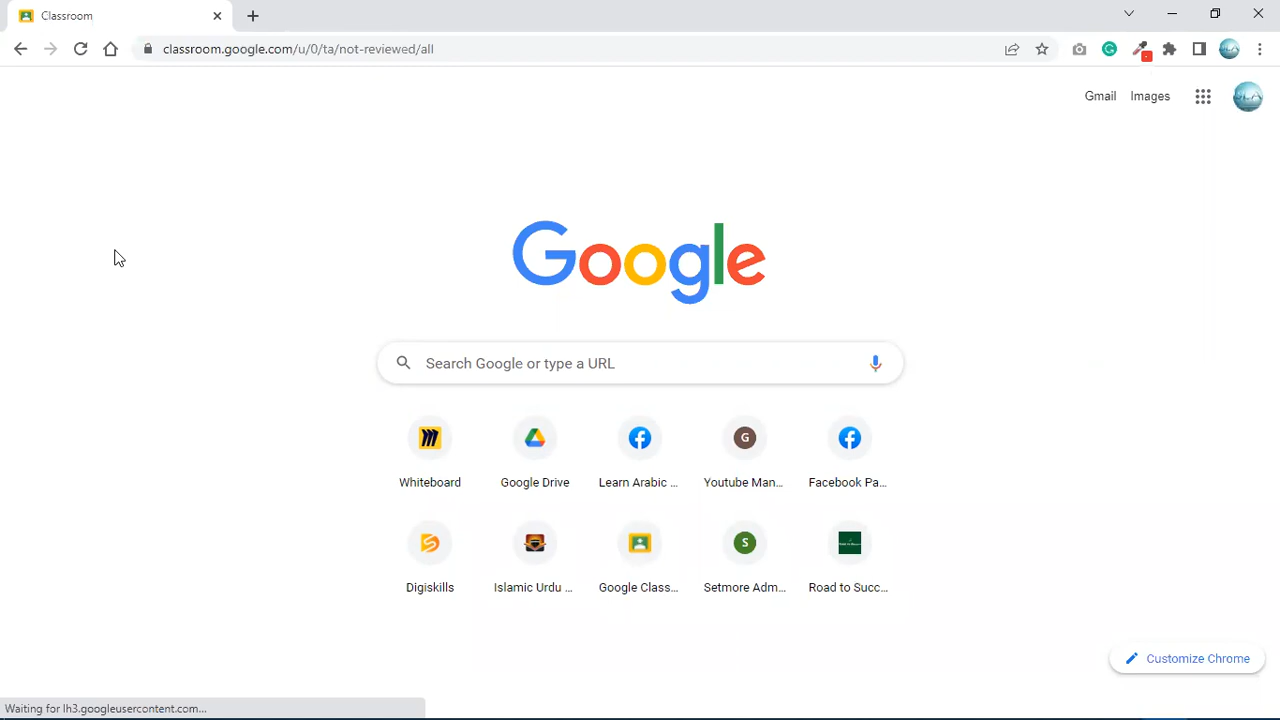 Classroom
classroom.google.com/u/0/ta/not-reviewed/all
Gmail Images
Google
Search Google or type a URL
G
Whiteboard Google Drive Learn Arabic ... Youtube Man... Facebook Pa...
S
Digiskills Islamic Urdu ... Google Class... Setmore Adm... Road to Succ...
Customize Chrome
Waiting for lh3.googleusercontent.com...